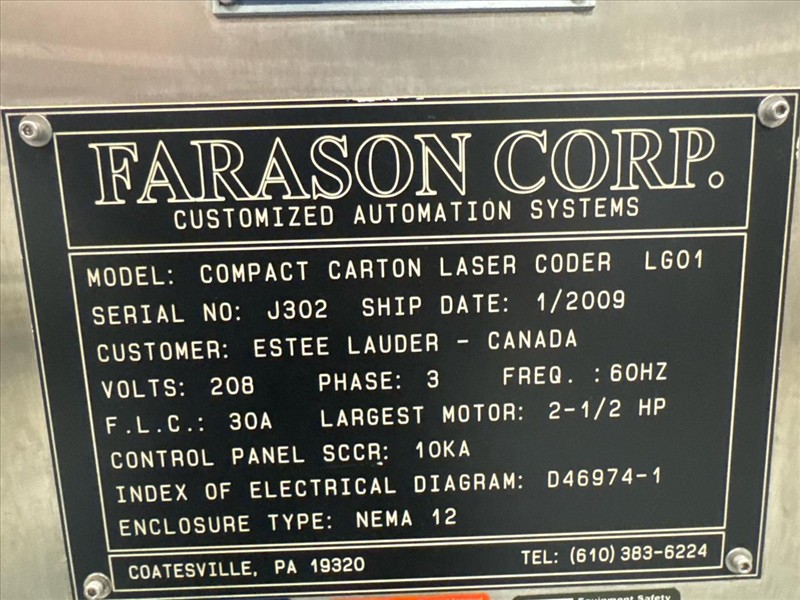 FARASON CORP.
CUSTOMIZED AUTOMATION SYSTEMS
MODEL: COMPACT CARTON LASER CODER LG01
SERIAL NO: J302 SHIP DATE: 1/2009
CUSTOMER: ESTEE LAUDER - CANADA
VOLTS: 208 PHASE: 3 FREQ. : 60HZ
F.L.C.: 30A LARGEST MOTOR: 2-1/2 HP
CONTROL PANEL SCCR: 10KA
INDEX OF ELECTRICAL DIAGRAM: D46974-1
ENCLOSURE TYPE: NEMA 12
COATESVILLE, PA 19320 TEL: (610) 383-6224
Equipment Safety